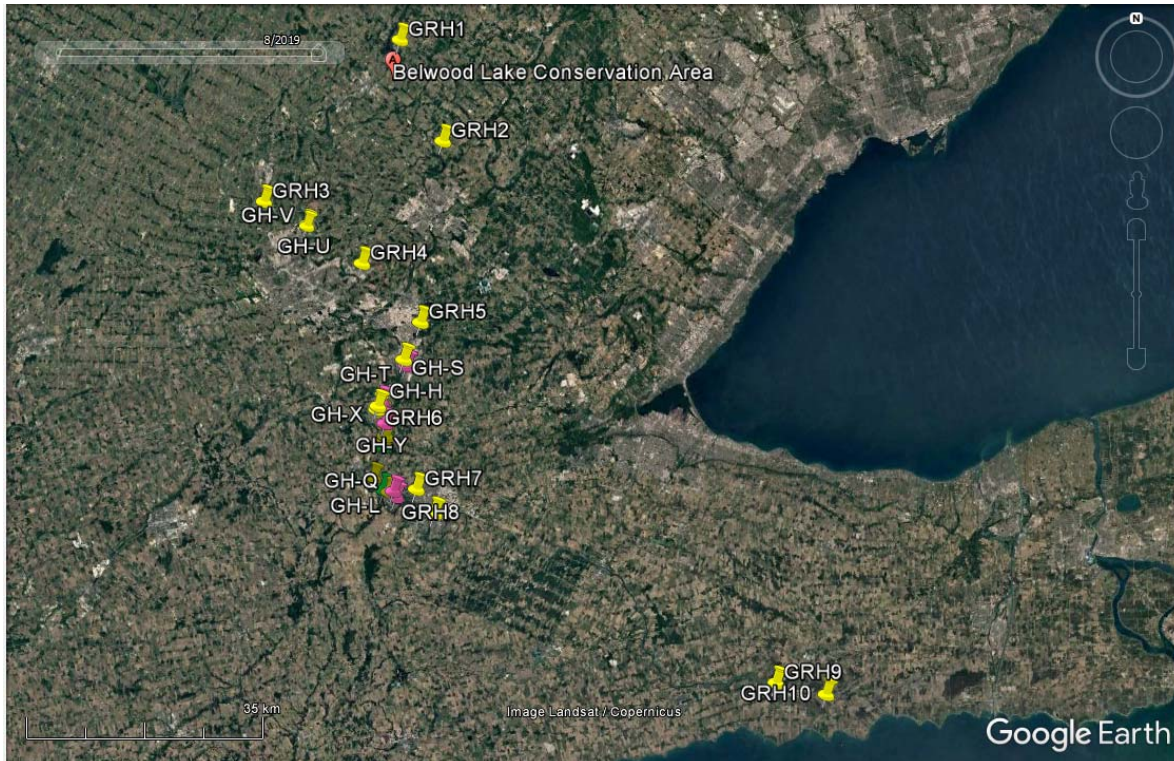 N
8/2019
GRH1
Belwood Lake Conservation Area
GRH2
GRH3
GH-V
GH-U
GRH4
GRH5
GH-S
GH-T
GH-H
GH-X
GRH6
GH-Y
GH-Q
GRH7
GH-L
GRH8
GRH9
GRH10
35 km
Image Landsat / Copernicus
Google Earth